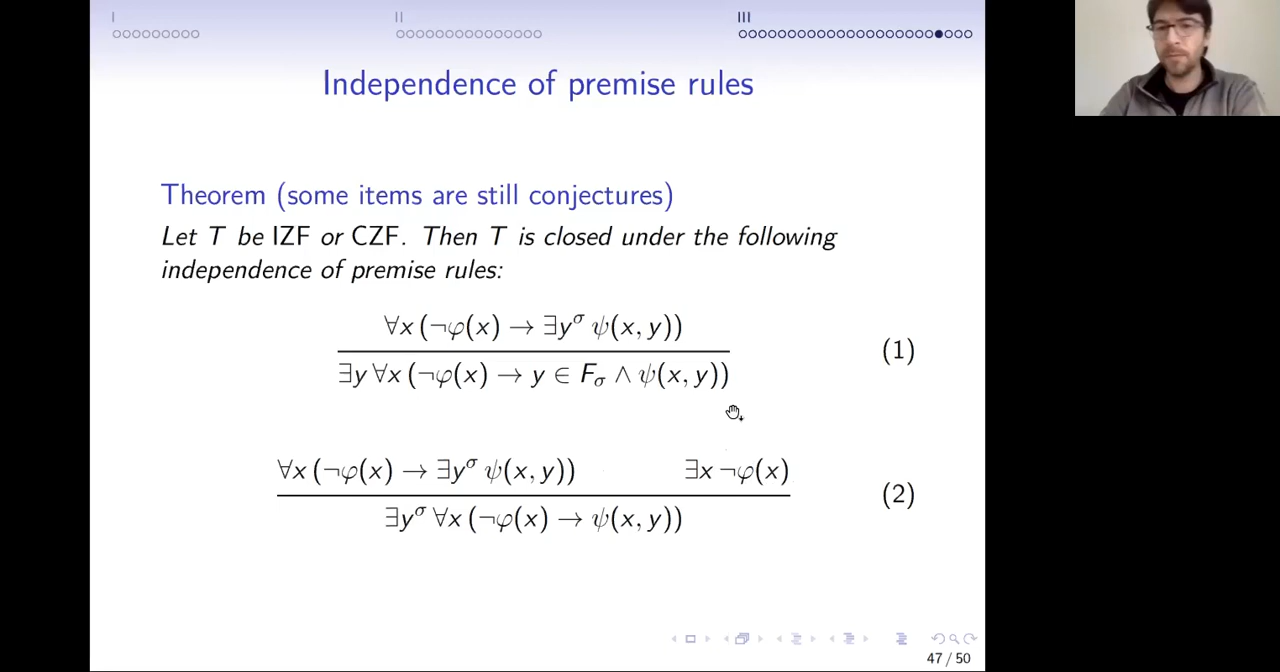 I II III
Independence of premise rules
Theorem (some items are still conjectures)
Let T be IZF or CZF. Then T is closed under the following
independence of premise rules:
∀x (¬φ(x) → ∃y^σ ψ(x, y))
∃y ∀x (¬φ(x) → y ∈ F_σ ∧ ψ(x, y))
(1)
∀x (¬φ(x) → ∃y^σ ψ(x, y)) ∃x ¬φ(x)
∃y^σ ∀x (¬φ(x) → ψ(x, y))
(2)
47 / 50